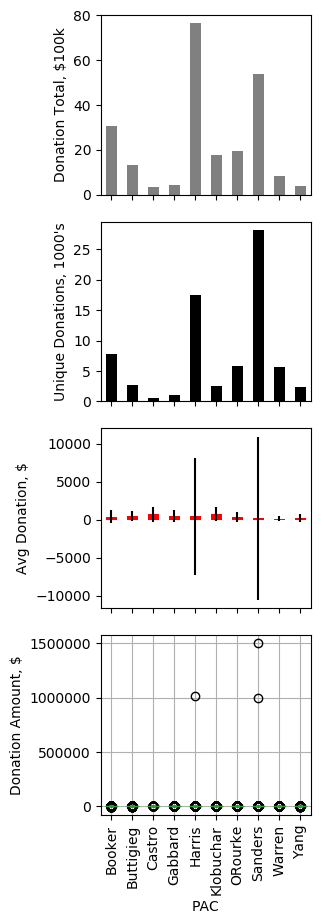 Donation Total, $100k
80
60
40
20
0
Unique Donations, 1000's
25
20
15
10
5
0
Avg Donation, $
10000
5000
0
−5000
−10000
Donation Amount, $
1500000
1000000
500000
0
Booker
Buttigieg
Castro
Gabbard
Harris
Klobuchar
ORourke
Sanders
Warren
Yang
PAC